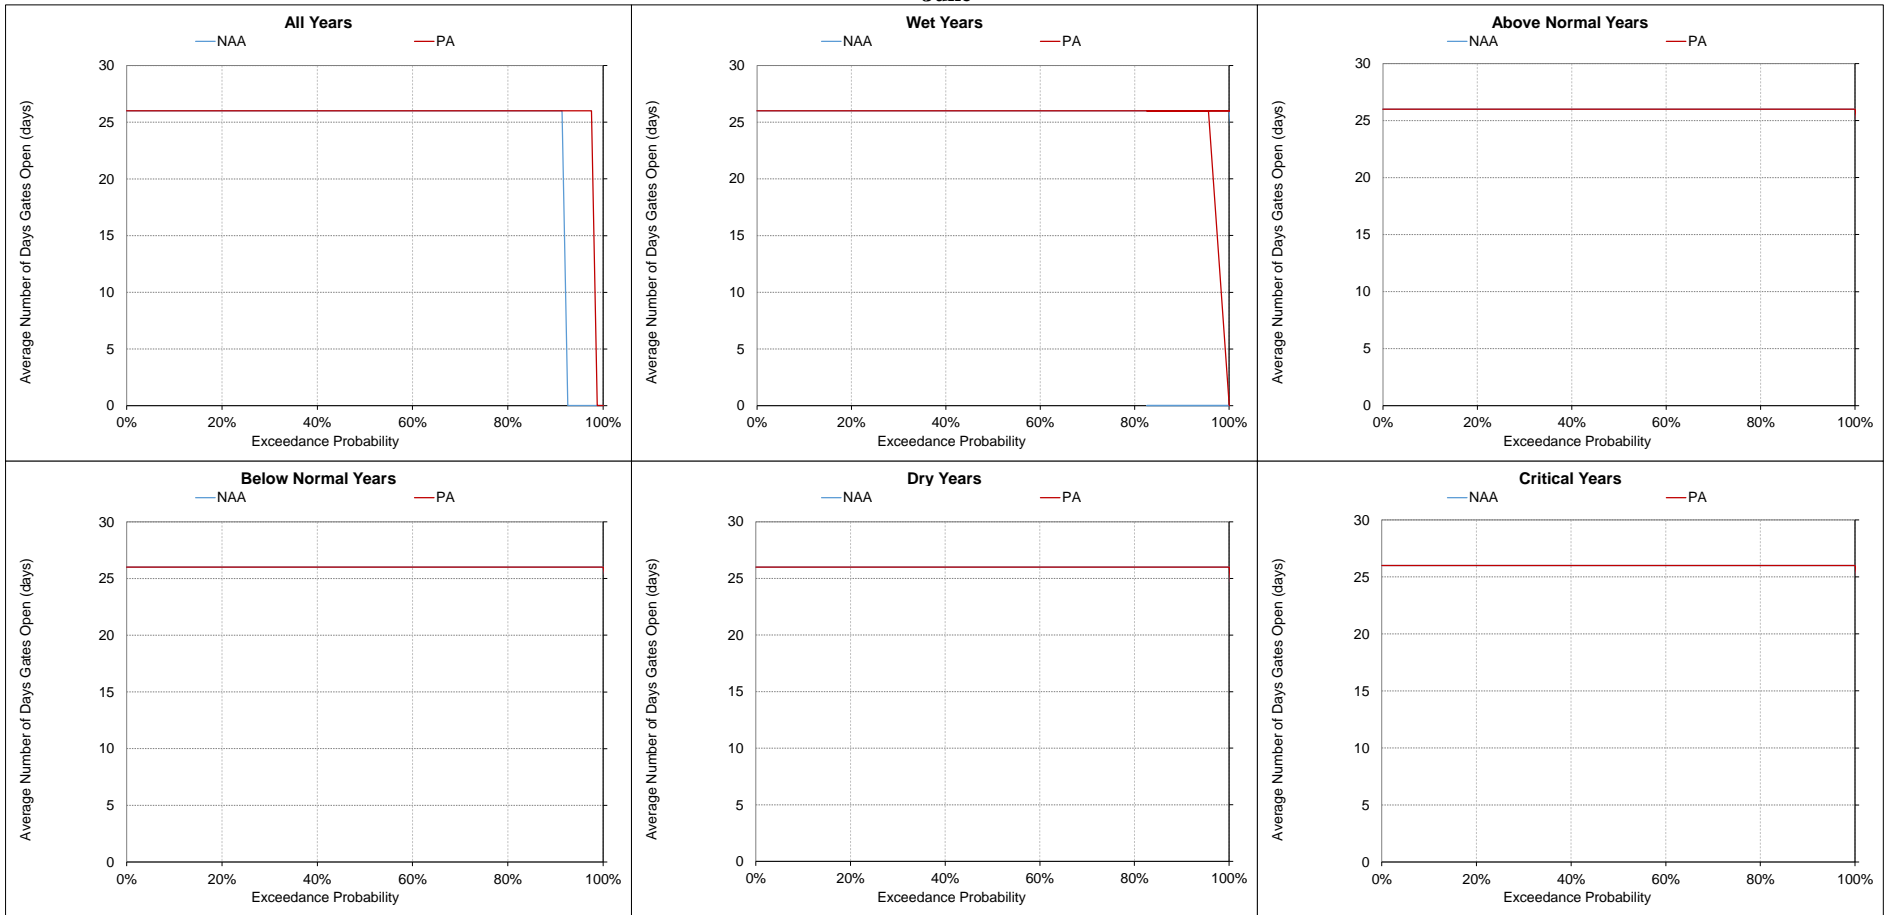 All Years
NAA PA
Average Number of Days Gates Open (days)
30
25
20
15
10
5
0
0% 20% 40% 60% 80% 100%
Exceedance Probability
Wet Years
NAA PA
Average Number of Days Gates Open (days)
30
25
20
15
10
5
0
0% 20% 40% 60% 80% 100%
Exceedance Probability
Above Normal Years
NAA PA
Average Number of Days Gates Open (days)
30
25
20
15
10
5
0
0% 20% 40% 60% 80% 100%
Exceedance Probability
Below Normal Years
NAA PA
Average Number of Days Gates Open (days)
30
25
20
15
10
5
0
0% 20% 40% 60% 80% 100%
Exceedance Probability
Dry Years
NAA PA
Average Number of Days Gates Open (days)
30
25
20
15
10
5
0
0% 20% 40% 60% 80% 100%
Exceedance Probability
Critical Years
NAA PA
Average Number of Days Gates Open (days)
30
25
20
15
10
5
0
0% 20% 40% 60% 80% 100%
Exceedance Probability